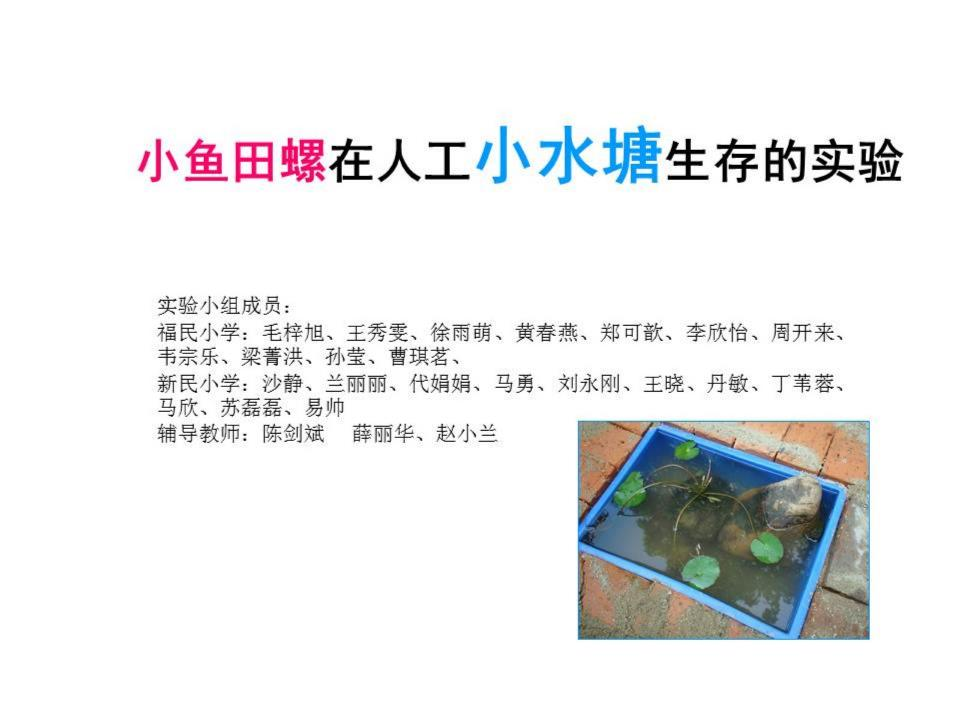 小鱼田螺在人工小水塘生存的实验
实验小组成员：
福民小学：毛梓旭、王秀雯、徐雨萌、黄春燕、郑可歆、李欣怡、周开来、
韦宗乐、梁菁洪、孙莹、曹琪茗、
新民小学：沙静、兰丽丽、代娟娟、马勇、刘永刚、王晓、丹敏、丁苇蓉、
马欣、苏磊磊、易帅
辅导教师：陈剑斌 薛丽华、赵小兰